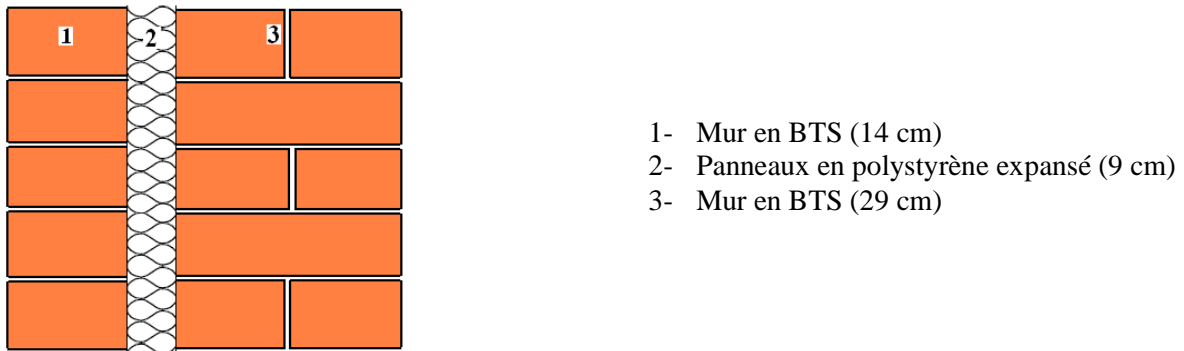 1
2
3
1- Mur en BTS (14 cm)
2- Panneaux en polystyrène expansé (9 cm)
3- Mur en BTS (29 cm)